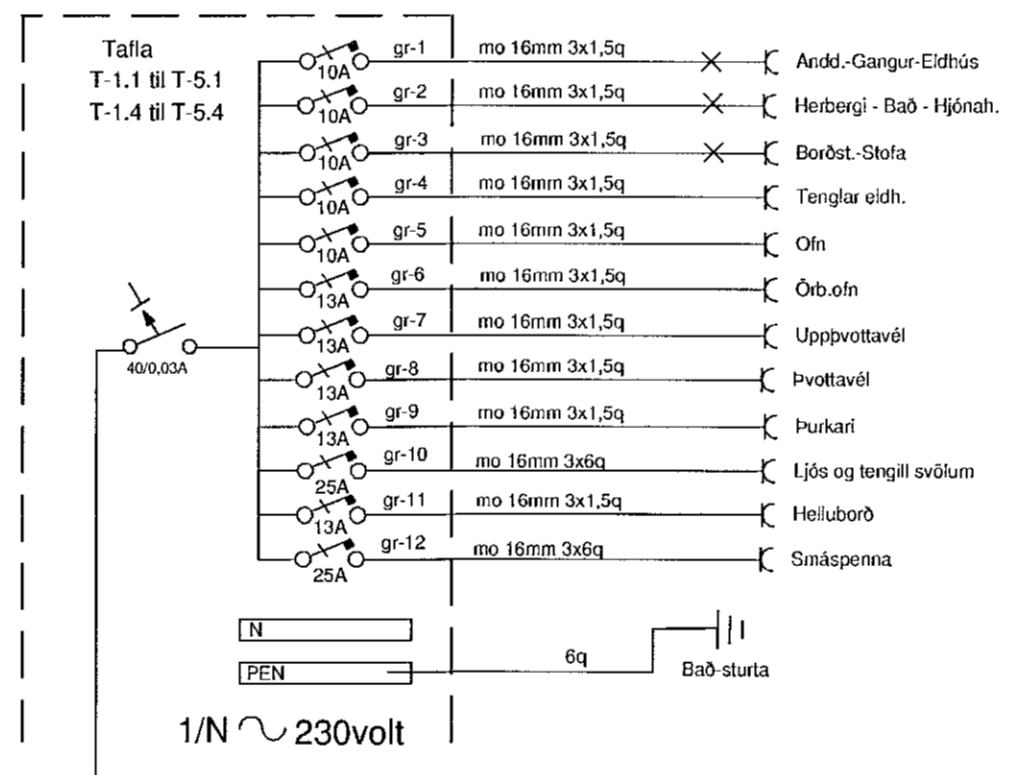 Tafla
T-1.1 til T-5.1
T-1.4 til T-5.4
gr-1 mo 16mm 3x1,5q Andd.-Gangur-Eldhús
10A
gr-2 mo 16mm 3x1,5q Herbergi - Bað - Hjónah.
10A
gr-3 mo 16mm 3x1,5q Borðst.-Stofa
10A
gr-4 mo 16mm 3x1,5q Tenglar eldh.
10A
gr-5 mo 16mm 3x1,5q Ofn
10A
gr-6 mo 16mm 3x1,5q Örb.ofn
13A
gr-7 mo 16mm 3x1,5q Uppþvottavél
13A
40/0,03A
gr-8 mo 16mm 3x1,5q Þvottavél
13A
gr-9 mo 16mm 3x1,5q Þurkari
13A
gr-10 mo 16mm 3x6q Ljós og tengill svölum
25A
gr-11 mo 16mm 3x1,5q Helluborð
13A
gr-12 mo 16mm 3x6q Smáspenna
25A
N
PEN 6q Bað-sturta
1/N 230volt